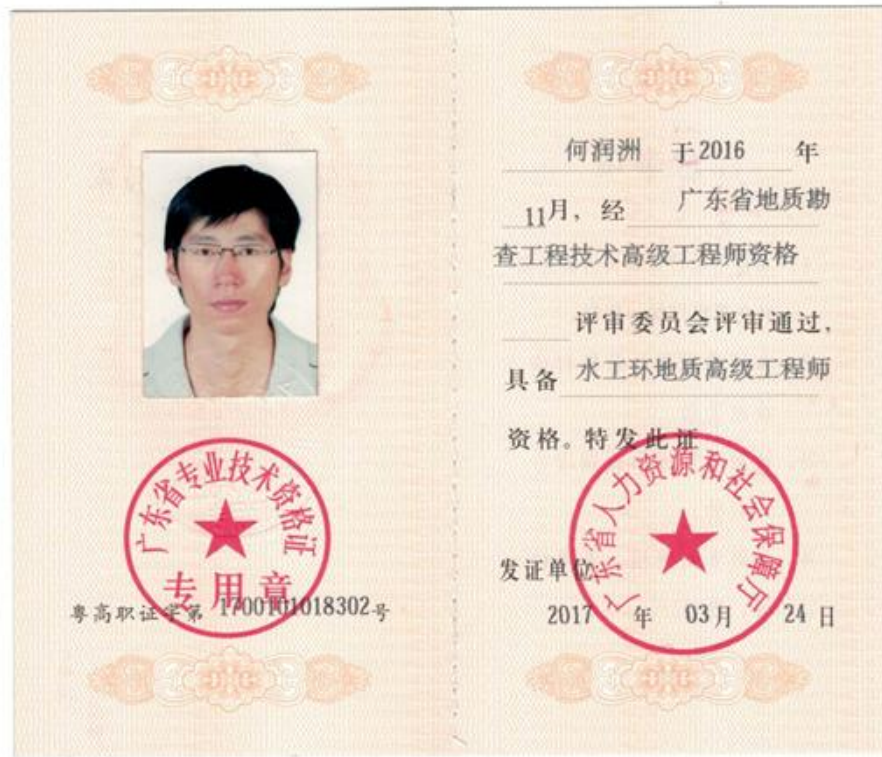 广东省专业技术资格证
专用章
粤高职证字第 1700101018302号
何润洲 于2016 年
11月，经 广东省地质勘
查工程技术高级工程师资格
评审委员会评审通过，
具备 水工环地质高级工程师
资格。特发此证
广东省人力资源和社会保障厅
发证单位
2017 年 03月 24日